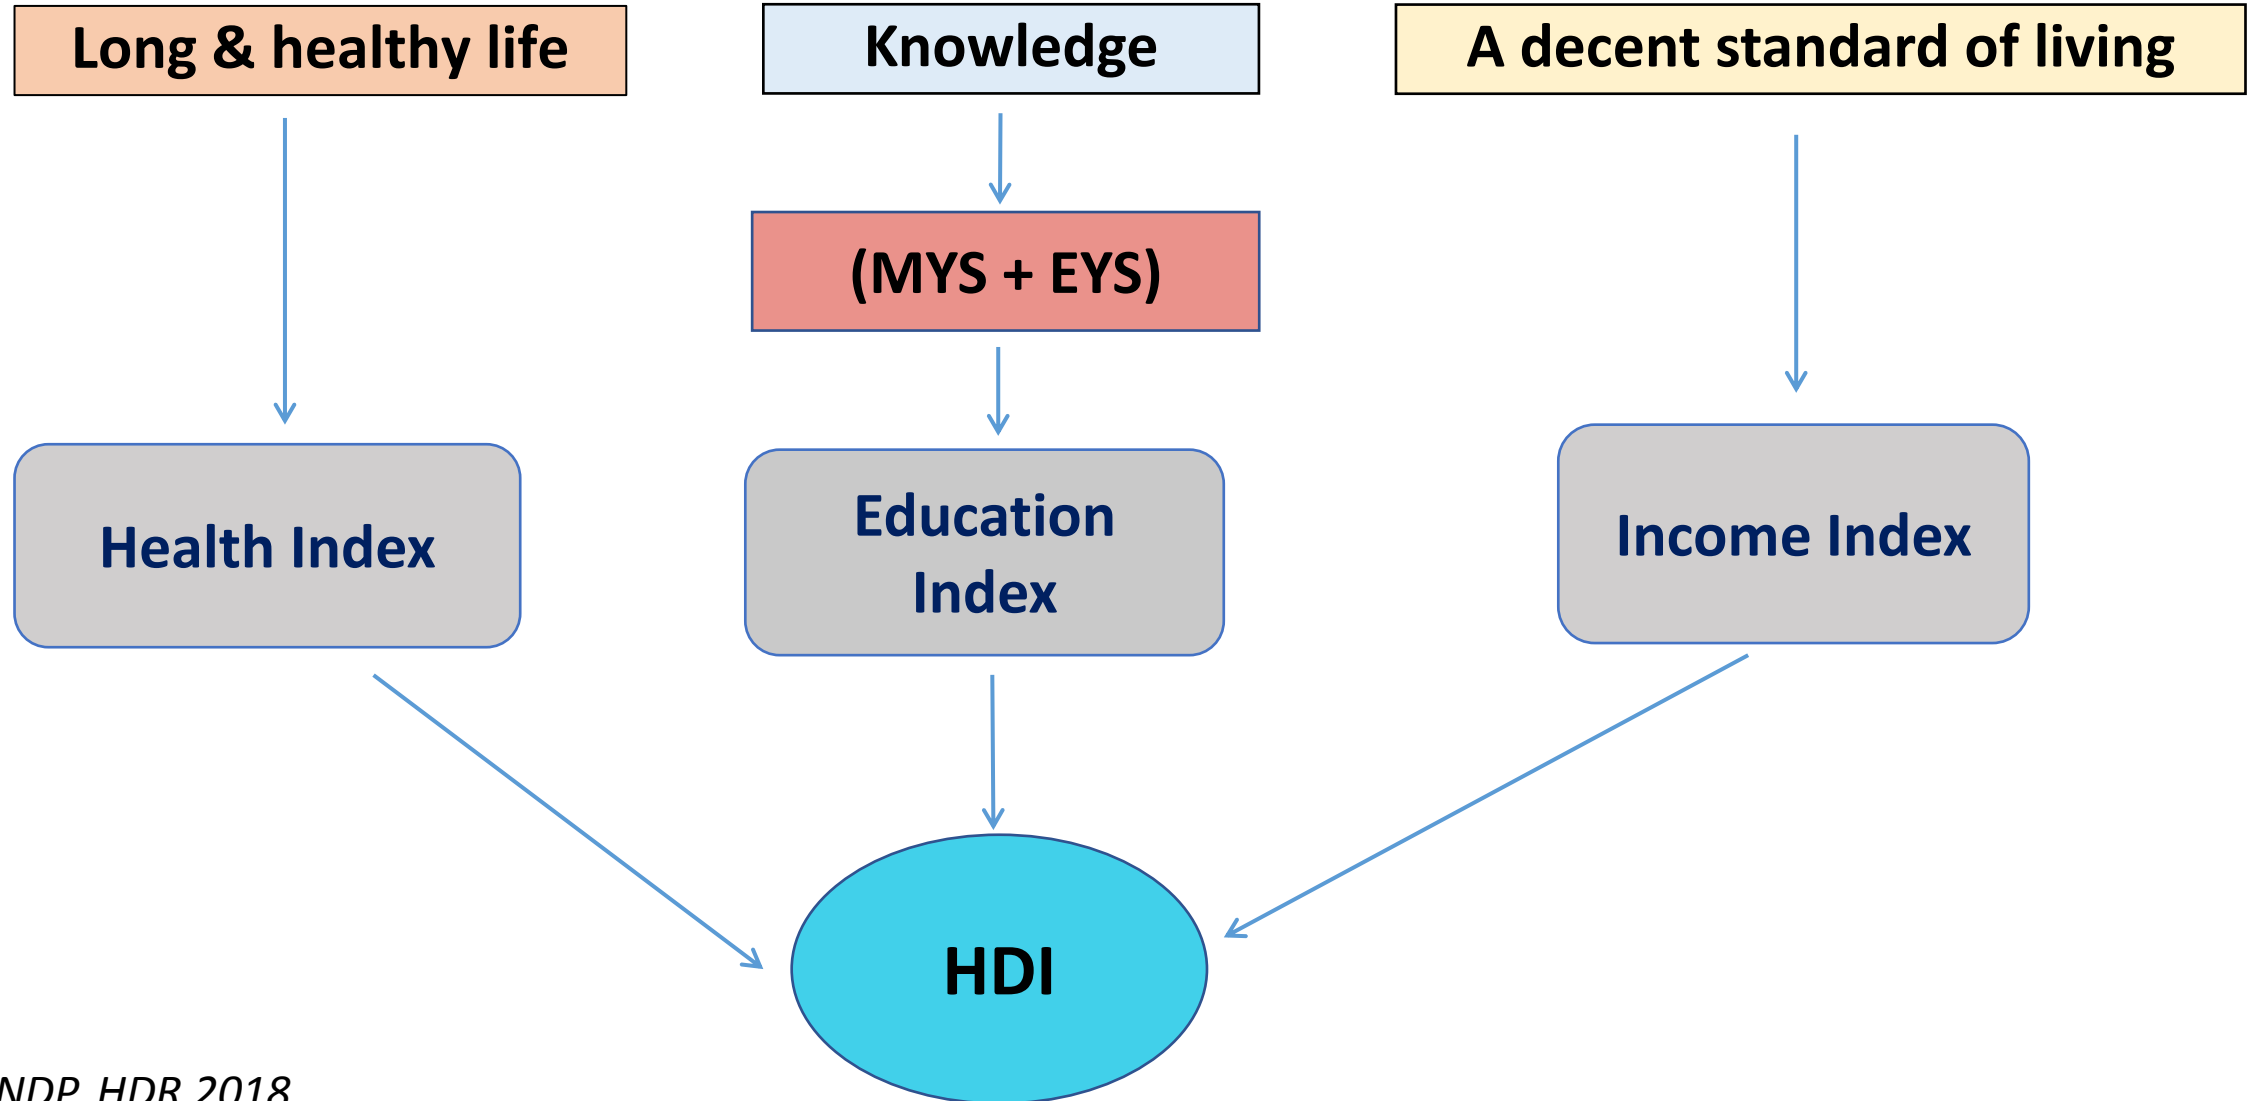 Long & healthy life
Knowledge
A decent standard of living
(MYS + EYS)
Health Index
Education
Index
Income Index
HDI
NDP, HDR 2018